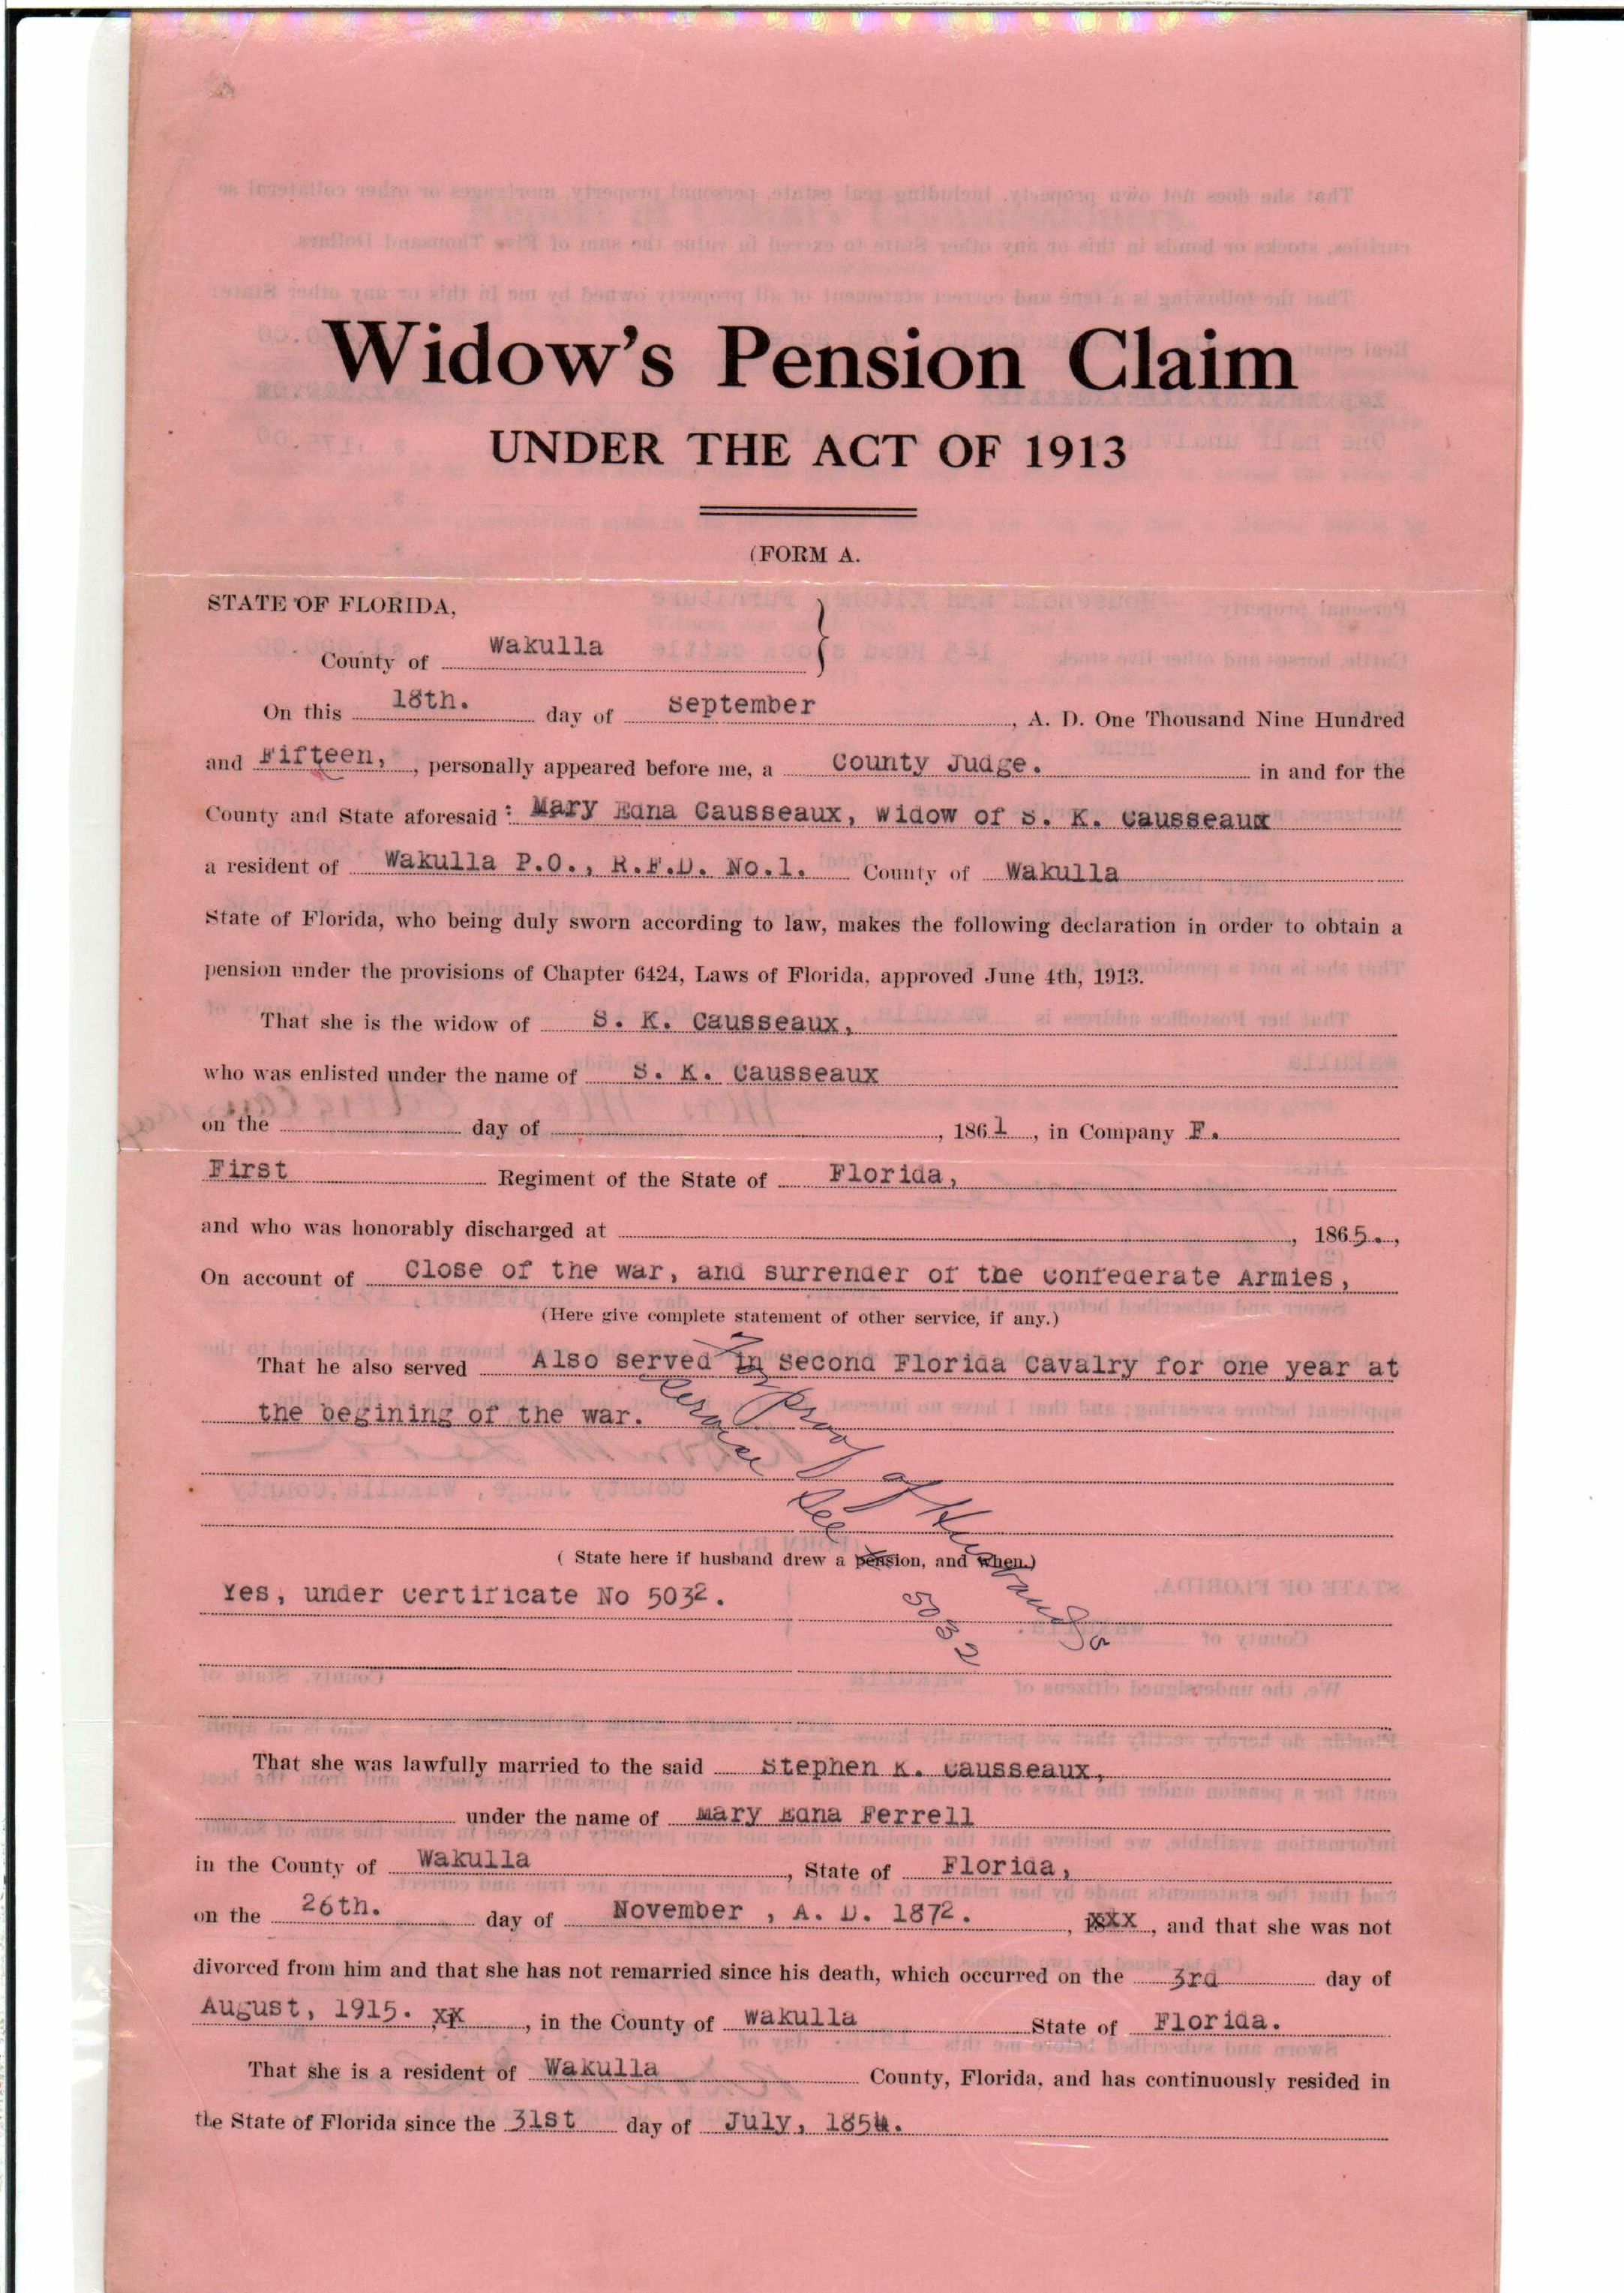 Widow's Pension Claim
UNDER THE ACT OF 1913
(FORM A.
STATE OF FLORIDA,
County of Wakulla
On this 18th. day of September, A. D. One Thousand Nine Hundred
and Fifteen, , personally appeared before me, a County Judge. in and for the
County and State aforesaid: Mary Edna Causseaux, Widow of S. K. Causseaux
a resident of Wakulla P.O., R.F.D. No.1. County of Wakulla
State of Florida, who being duly sworn according to law, makes the following declaration in order to obtain a
pension under the provisions of Chapter 6424, Laws of Florida, approved June 4th, 1913.
That she is the widow of S. K. Causseaux,
who was enlisted under the name of S. K. Causseaux
on the day of , 1861, in Company F.
First Regiment of the State of Florida,
and who was honorably discharged at , 1865.,
On account of Close of the war, and surrender of the Confederate Armies,
(Here give complete statement of other service, if any.)
That he also served Also served in Second Florida Cavalry for one year at
the begining of the war.
proof of
service
See
( State here if husband drew a pension, and when.)
Yes, under Certificate No 5032.
5032
That she was lawfully married to the said Stephen K. Causseaux,
under the name of Mary Edna Ferrell
in the County of Wakulla, State of Florida,
on the 26th. day of November , A. D. 1872. , 18XX, and that she was not
divorced from him and that she has not remarried since his death, which occurred on the 3rd day of
August, 1915. XX, in the County of Wakulla State of Florida.
That she is a resident of Wakulla County, Florida, and has continuously resided in
the State of Florida since the 31st day of July, 1854.